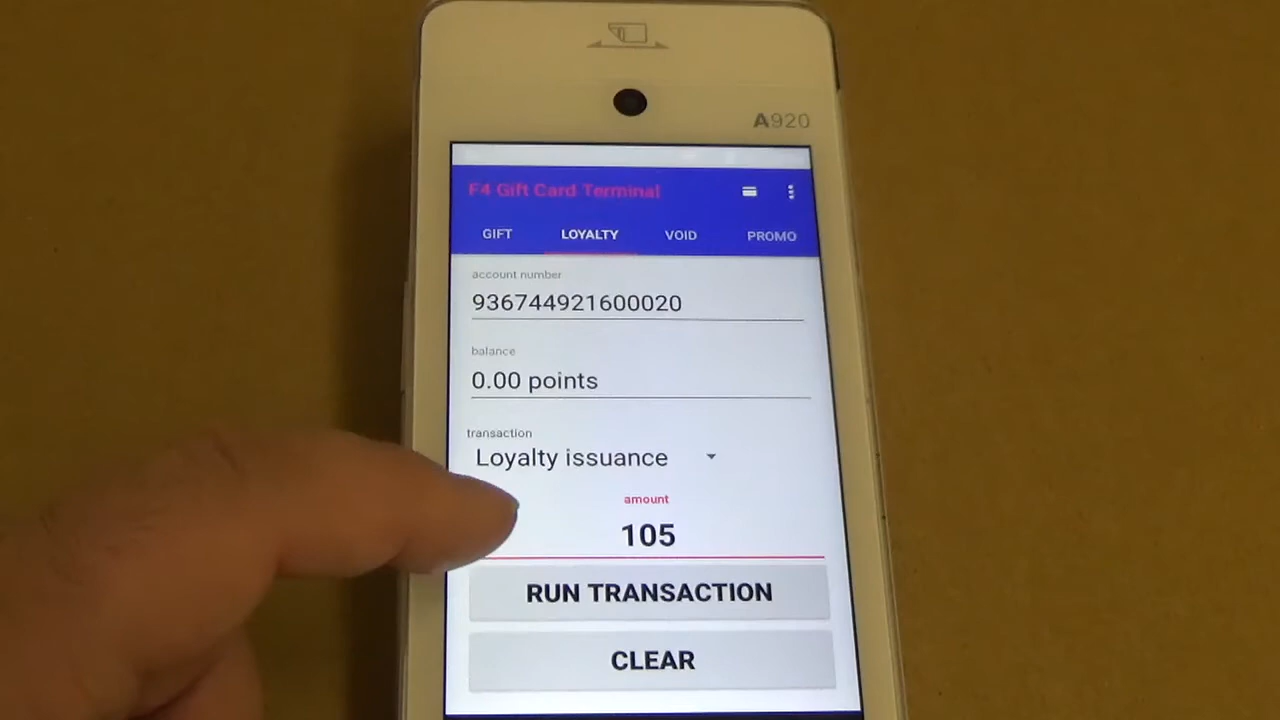 A920
F4 Gift Card Terminal
GIFT LOYALTY VOID PROMO
account number
936744921600020
balance
0.00 points
transaction
Loyalty issuance
amount
105
RUN TRANSACTION
CLEAR